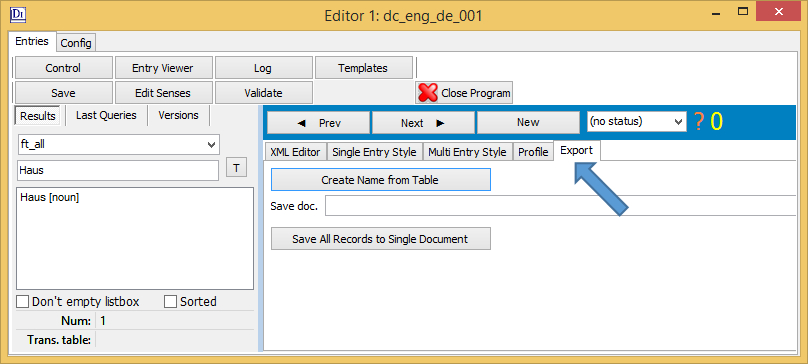 DI Editor 1: dc_eng_de_001
Entries Config
Control Entry Viewer Log Templates
Save Edit Senses Validate Close Program
Results Last Queries Versions
ft_all
Haus T
Haus [noun]
Don't empty listbox Sorted
Num: 1
Trans. table:
Prev Next New (no status) ? 0
XML Editor Single Entry Style Multi Entry Style Profile Export
Create Name from Table
Save doc.
Save All Records to Single Document